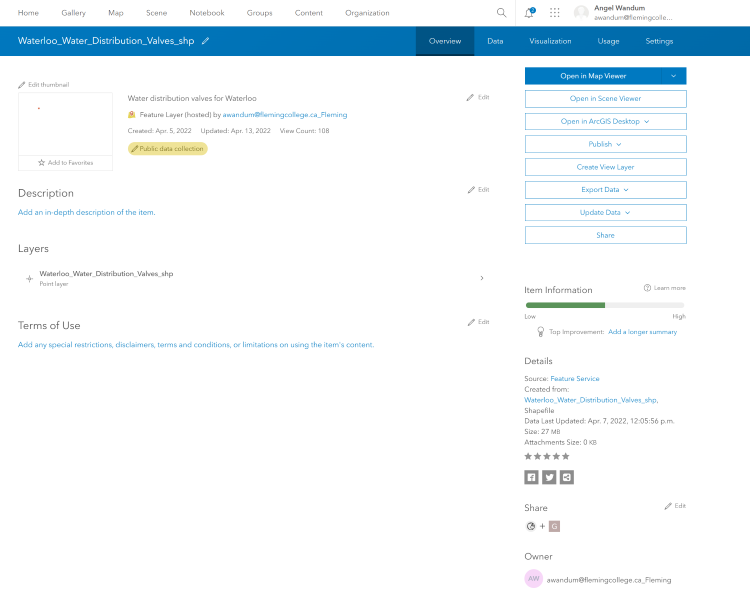 Home Gallery Map Scene Notebook Groups Content Organization
2
Angel Wandum
awandum@flemingcolle...
Waterloo_Water_Distribution_Valves_shp
Overview Data Visualization Usage Settings
Edit thumbnail
Add to Favorites
Water distribution valves for Waterloo
Edit
Feature Layer (hosted) by awandum@flemingcollege.ca_Fleming
Created: Apr. 5, 2022 Updated: Apr. 13, 2022 View Count: 108
Public data collection
Description
Edit
Add an in-depth description of the item.
Layers
Waterloo_Water_Distribution_Valves_shp
Point layer
Terms of Use
Edit
Add any special restrictions, disclaimers, terms and conditions, or limitations on using the item's content.
Open in Map Viewer
Open in Scene Viewer
Open in ArcGIS Desktop
Publish
Create View Layer
Export Data
Update Data
Share
Item Information
Learn more
Low High
Top Improvement: Add a longer summary
Details
Source: Feature Service
Created from:
Waterloo_Water_Distribution_Valves_shp,
Shapefile
Data Last Updated: Apr. 7, 2022, 12:05:56 p.m.
Size: 27 MB
Attachments Size: 0 KB
Share
Edit
+ G
Owner
AW
awandum@flemingcollege.ca_Fleming